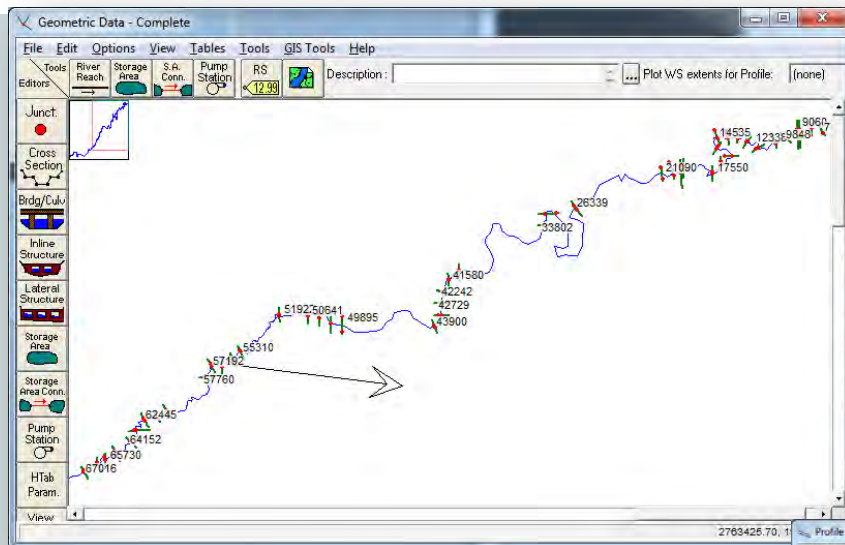 Geometric Data - Complete
File Edit Options View Tables Tools GIS Tools Help
Tools
Editors
River
Reach
Storage
Area
S.A.
Conn.
Pump
Station
RS
12.99
Description :
...
Plot WS extents for Profile:
(none)
Junct.
Cross
Section
Brdg/Culv
Inline
Structure
Lateral
Structure
Storage
Area
Storage
Area Conn.
Pump
Station
HTab
Param.
View
14535
12338
9848
9060
7
21090
17550
26339
33802
41580
42242
42729
43900
5192
50641
49895
55310
57192
57760
62445
64152
65730
67016
2763425.70, 1
Profile